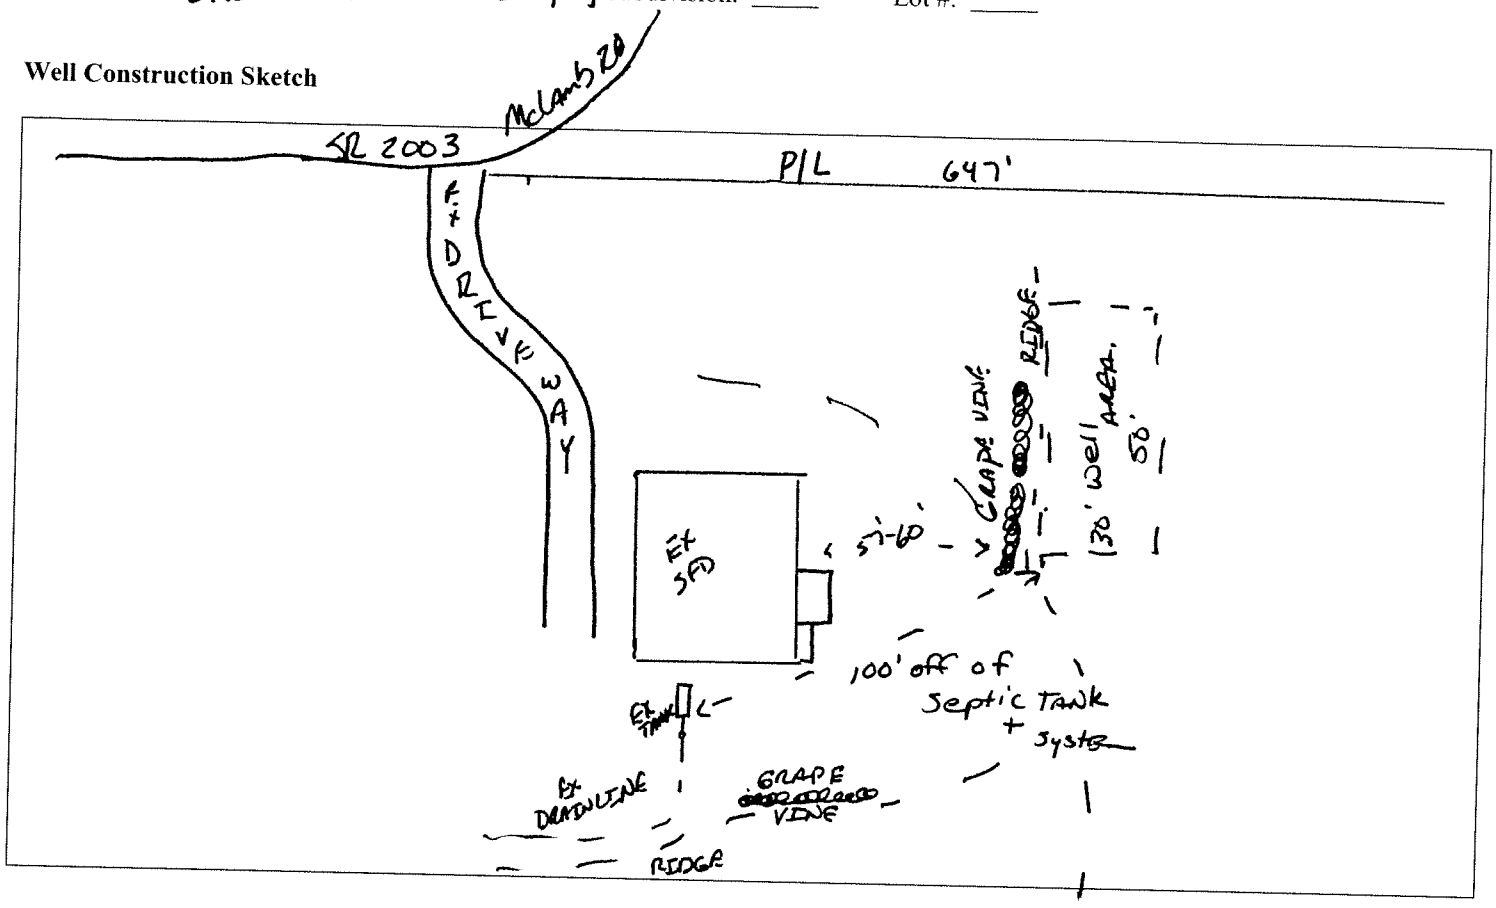 Lot #:
Well Construction Sketch
McLamb RD
SR 2003
P/L 647'
EX DRIVEWAY
RIDGE
GRAPE VINE
130' Well
AREA.
50'
57-60'
EX
SFD
100' off of
Septic TANK
+ System
EX
TANK
EX
DRAINLINE
GRAPE
VINE
RIDGE